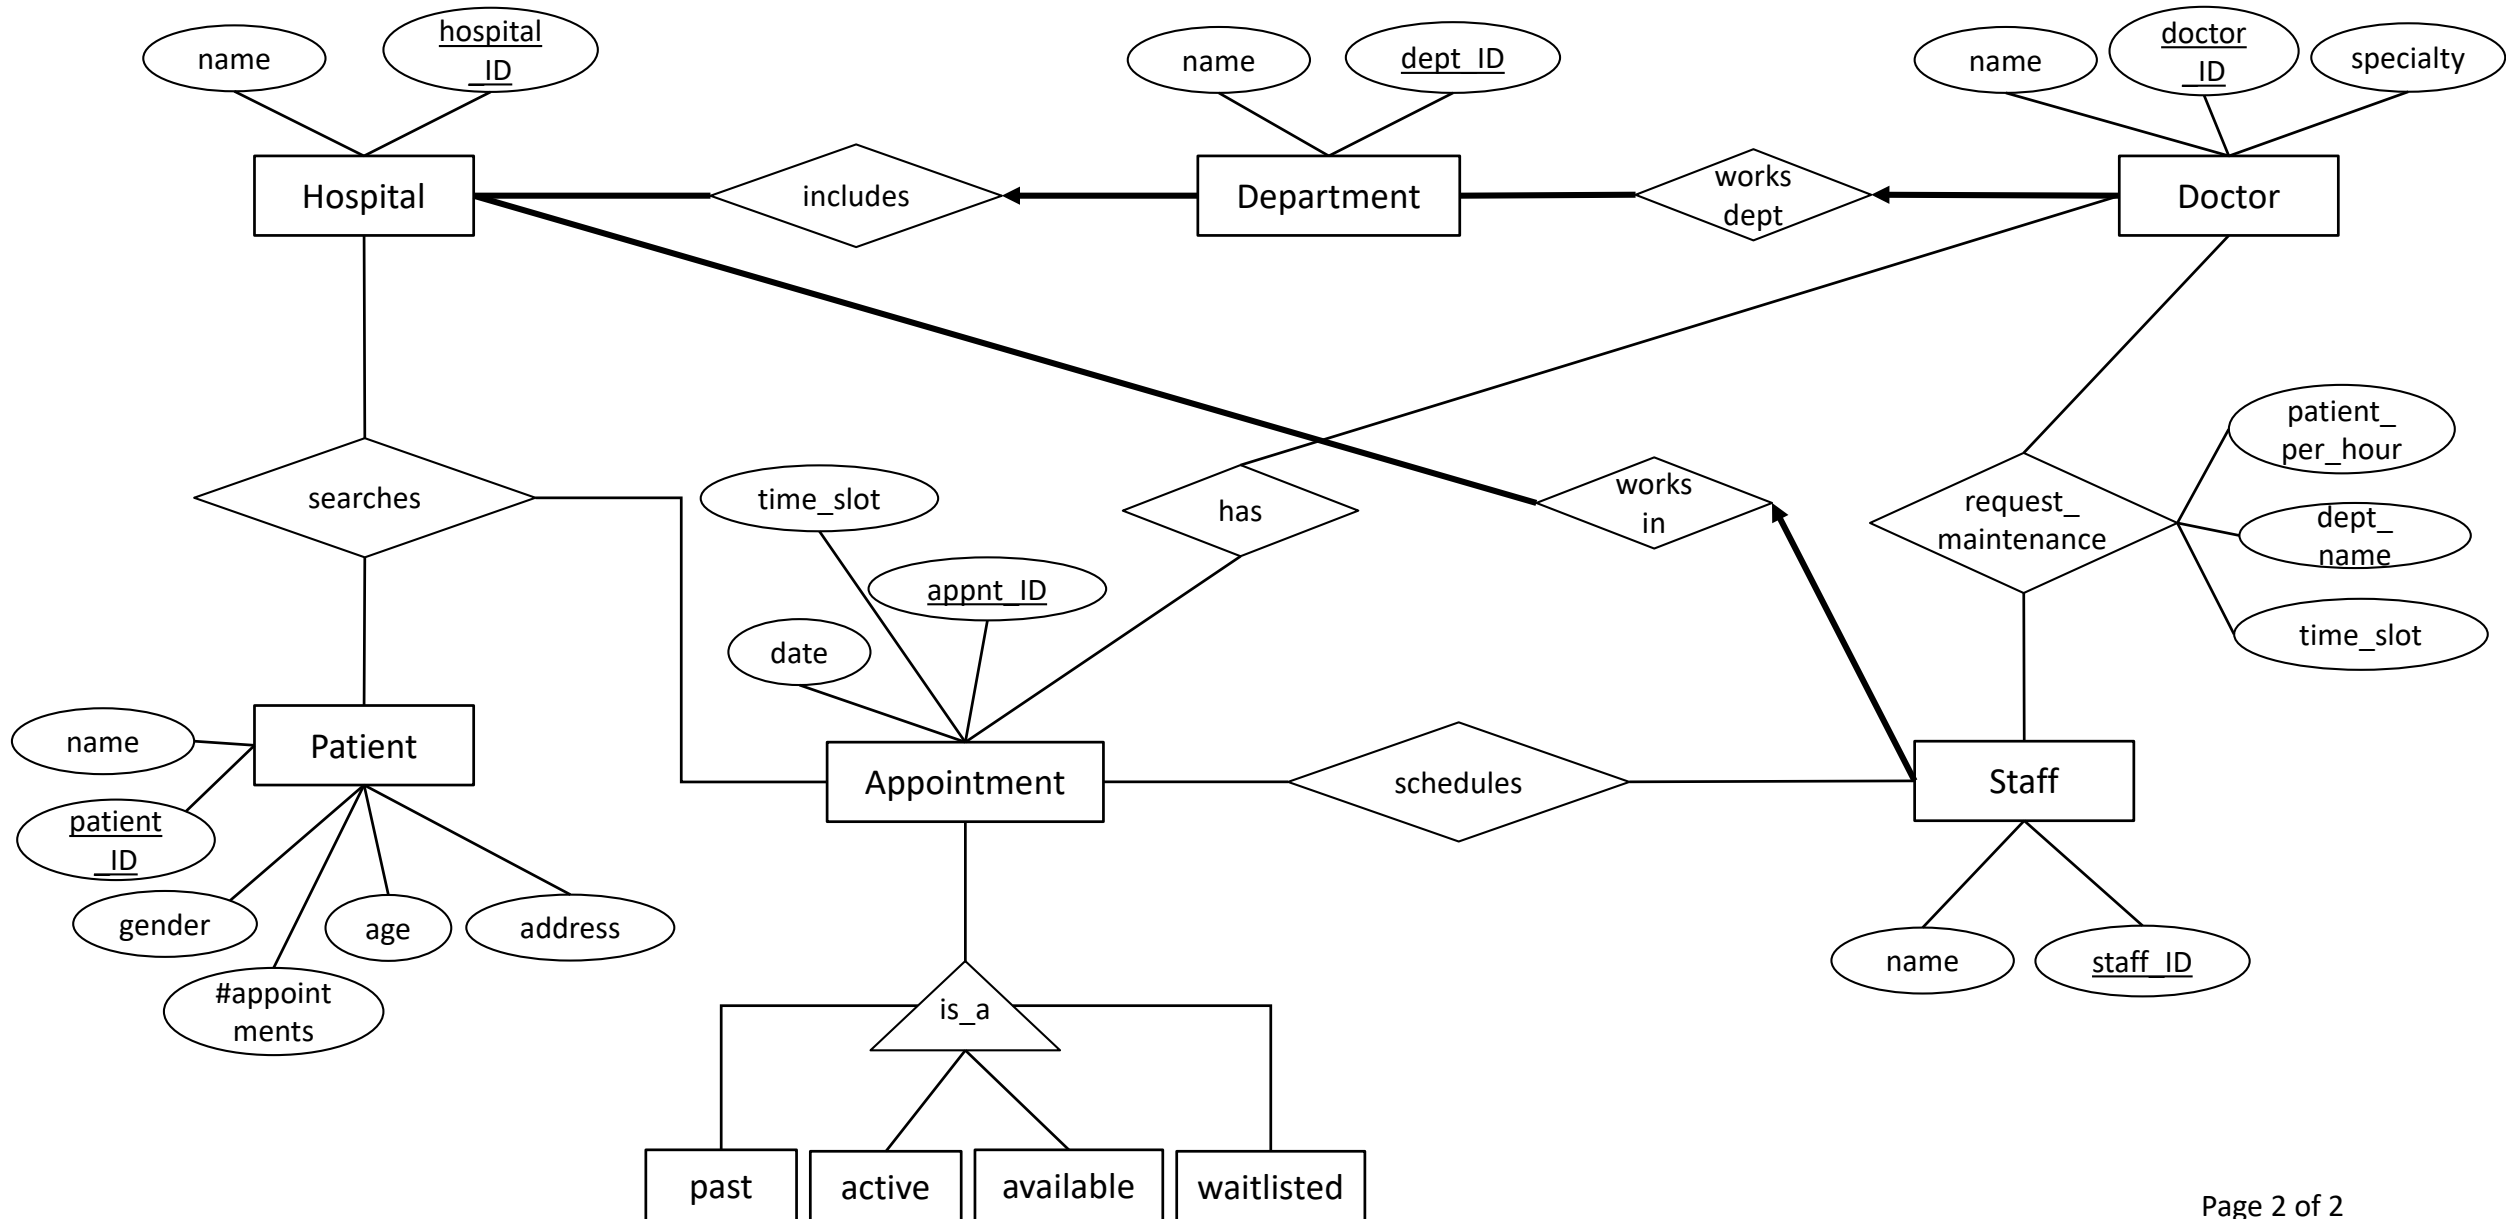 name
hospital
_ID
name
dept_ID
name
doctor
_ID
specialty
Hospital
includes
Department
works
dept
Doctor
patient_
per_hour
searches
time_slot
has
works
in
request_
maintenance
dept_
name
appnt_ID
date
time_slot
name
Patient
Appointment
schedules
Staff
patient
_ID
gender
age
address
#appoint
ments
name
staff_ID
is_a
past
active
available
waitlisted
Page 2 of 2